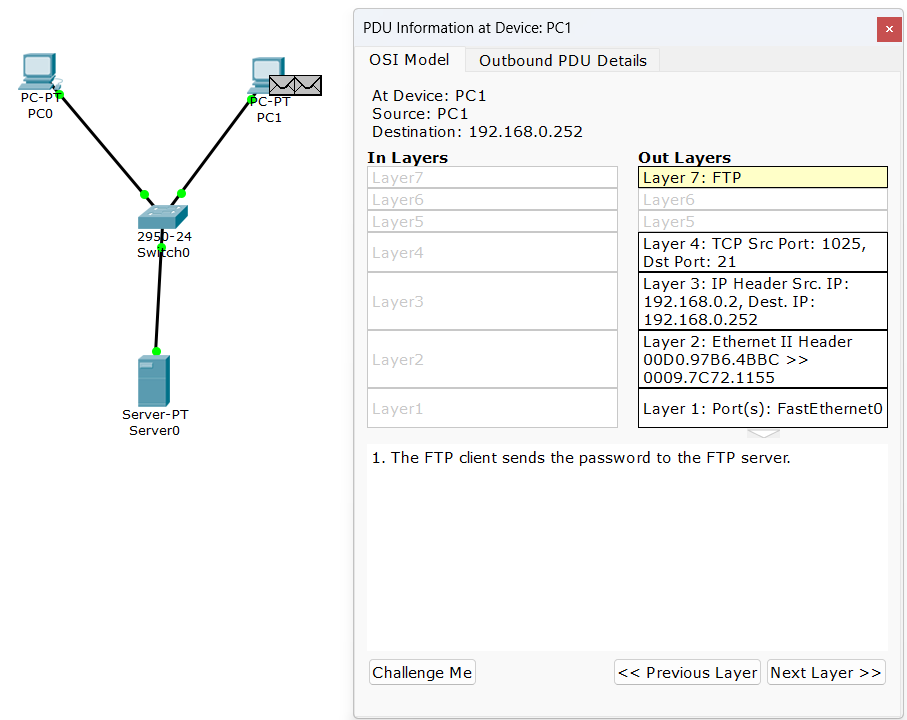 PC-PT
PC0
PC-PT
PC1
2950-24
Switch0
Server-PT
Server0
PDU Information at Device: PC1
OSI Model
Outbound PDU Details
At Device: PC1
Source: PC1
Destination: 192.168.0.252
In Layers
Layer7
Layer6
Layer5
Layer4
Layer3
Layer2
Layer1
Out Layers
Layer 7: FTP
Layer6
Layer5
Layer 4: TCP Src Port: 1025,
Dst Port: 21
Layer 3: IP Header Src. IP:
192.168.0.2, Dest. IP:
192.168.0.252
Layer 2: Ethernet II Header
00D0.97B6.4BBC >>
0009.7C72.1155
Layer 1: Port(s): FastEthernet0
1. The FTP client sends the password to the FTP server.
Challenge Me
<< Previous Layer
Next Layer >>